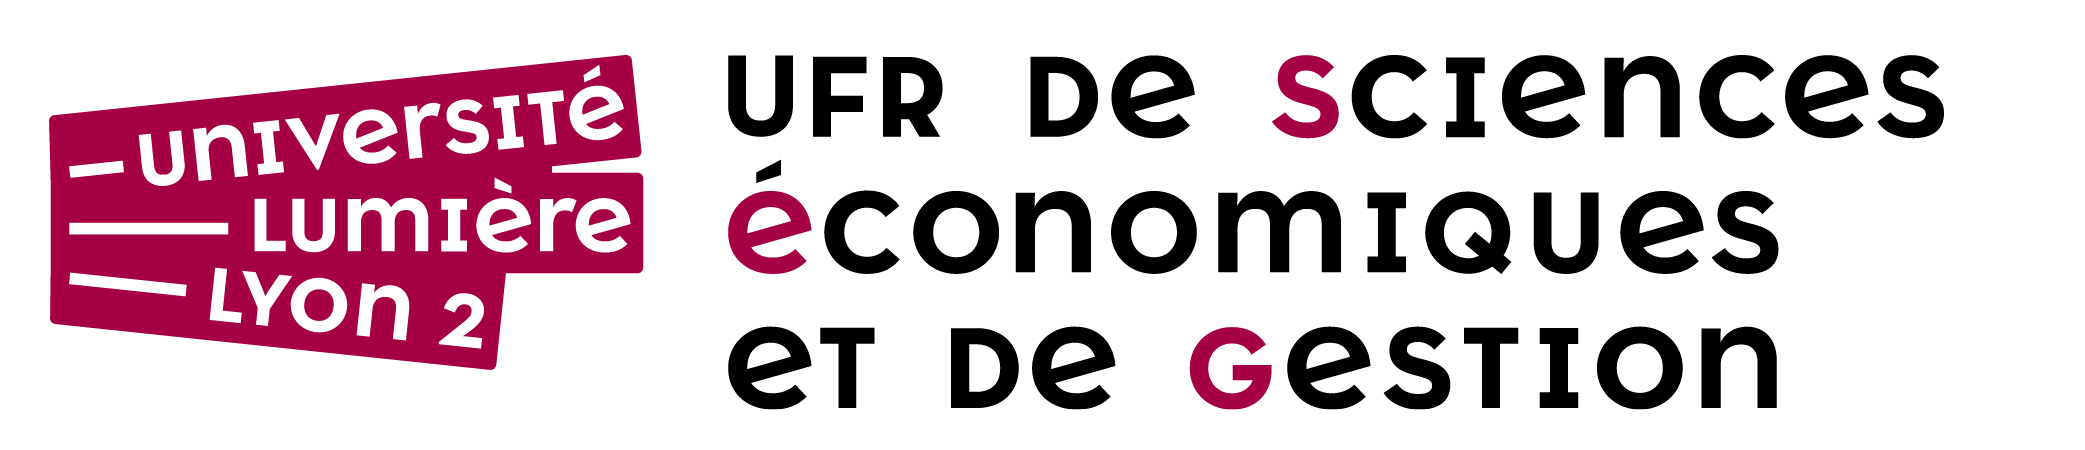 Université
Lumière
Lyon 2
UFR de Sciences
économiques
et de Gestion